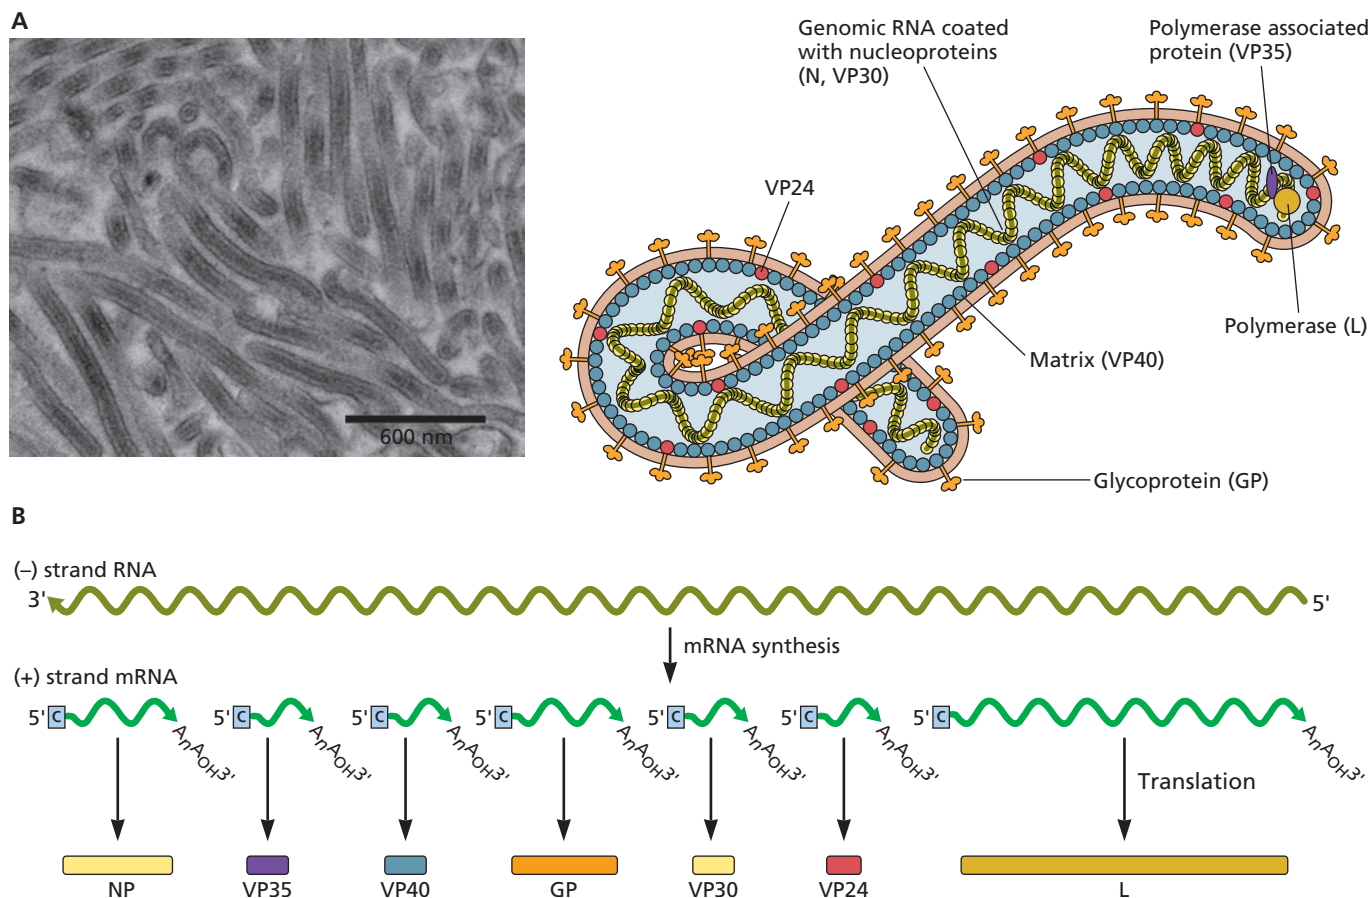 A
Genomic RNA coated
with nucleoproteins
(N, VP30)
Polymerase associated
protein (VP35)
VP24
Polymerase (L)
Matrix (VP40)
600 nm
Glycoprotein (GP)
B
(–) strand RNA
3' 5'
mRNA synthesis
(+) strand mRNA
5' C AnAOH3' 5' C AnAOH3' 5' C AnAOH3' 5' C AnAOH3' 5' C AnAOH3' 5' C AnAOH3' 5' C AnAOH3'
Translation
NP VP35 VP40 GP VP30 VP24 L